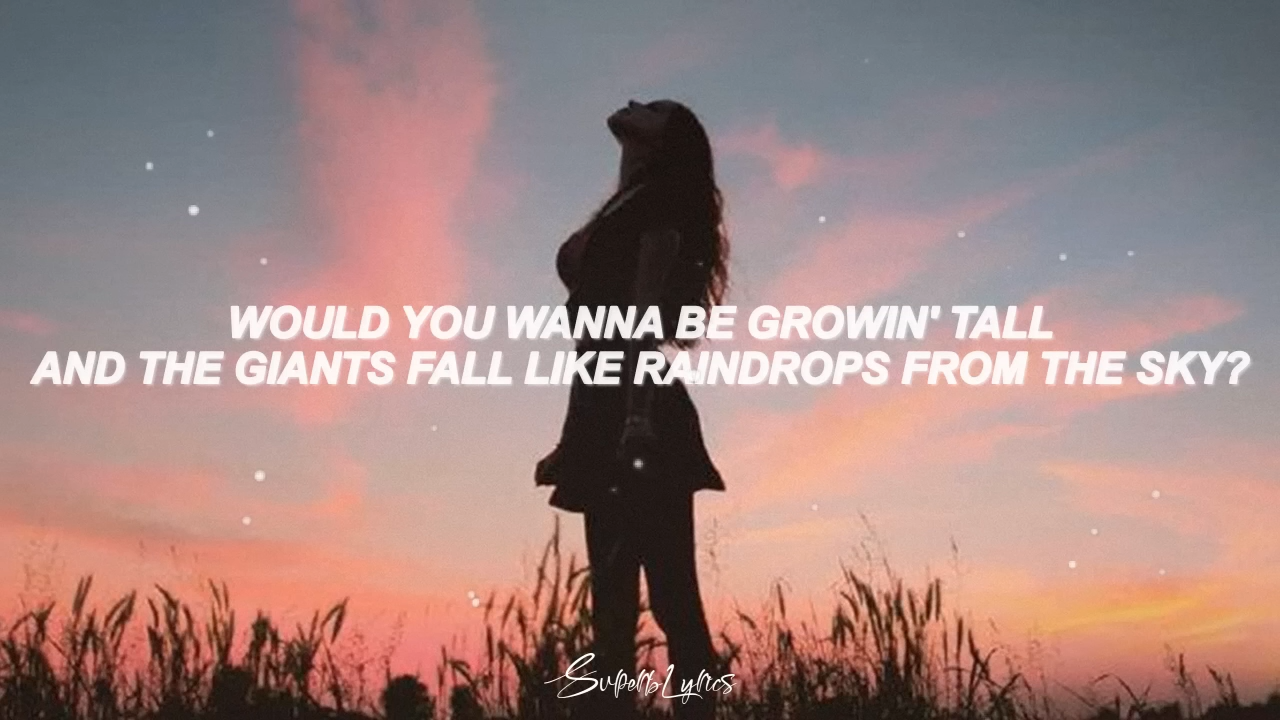 WOULD YOU WANNA BE GROWIN' TALL
AND THE GIANTS FALL LIKE RAINDROPS FROM THE SKY?
SuperbLyrics